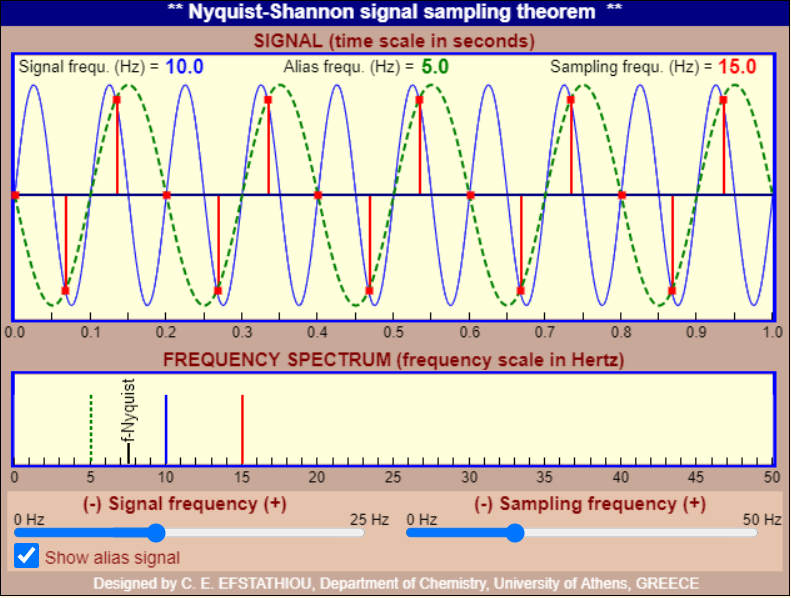 ** Nyquist-Shannon signal sampling theorem **
SIGNAL (time scale in seconds)
Signal frequ. (Hz) = 10.0 Alias frequ. (Hz) = 5.0 Sampling frequ. (Hz) = 15.0
0.0 0.1 0.2 0.3 0.4 0.5 0.6 0.7 0.8 0.9 1.0
FREQUENCY SPECTRUM (frequency scale in Hertz)
f-Nyquist
0 5 10 15 20 25 30 35 40 45 50
(-) Signal frequency (+) (-) Sampling frequency (+)
0 Hz 25 Hz 0 Hz 50 Hz
Show alias signal
Designed by C. E. EFSTATHIOU, Department of Chemistry, University of Athens, GREECE